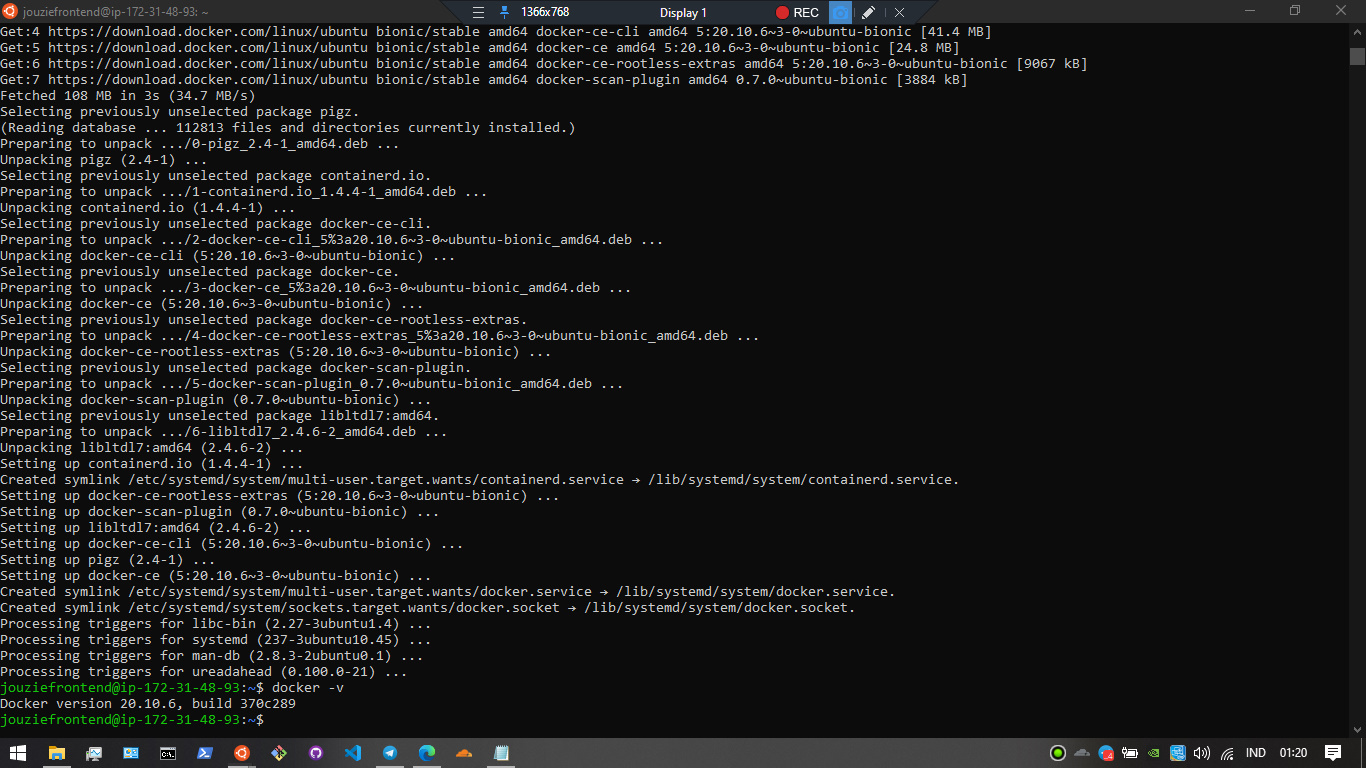 jouziefrontend@ip-172-31-48-93: ~
1366x768
Display 1
REC
Get:4 https://download.docker.com/linux/ubuntu bionic/stable amd64 docker-ce-cli amd64 5:20.10.6~3-0~ubuntu-bionic [41.4 MB]
Get:5 https://download.docker.com/linux/ubuntu bionic/stable amd64 docker-ce amd64 5:20.10.6~3-0~ubuntu-bionic [24.8 MB]
Get:6 https://download.docker.com/linux/ubuntu bionic/stable amd64 docker-ce-rootless-extras amd64 5:20.10.6~3-0~ubuntu-bionic [9067 kB]
Get:7 https://download.docker.com/linux/ubuntu bionic/stable amd64 docker-scan-plugin amd64 0.7.0~ubuntu-bionic [3884 kB]
Fetched 108 MB in 3s (34.7 MB/s)
Selecting previously unselected package pigz.
(Reading database ... 112813 files and directories currently installed.)
Preparing to unpack .../0-pigz_2.4-1_amd64.deb ...
Unpacking pigz (2.4-1) ...
Selecting previously unselected package containerd.io.
Preparing to unpack .../1-containerd.io_1.4.4-1_amd64.deb ...
Unpacking containerd.io (1.4.4-1) ...
Selecting previously unselected package docker-ce-cli.
Preparing to unpack .../2-docker-ce-cli_5%3a20.10.6~3-0~ubuntu-bionic_amd64.deb ...
Unpacking docker-ce-cli (5:20.10.6~3-0~ubuntu-bionic) ...
Selecting previously unselected package docker-ce.
Preparing to unpack .../3-docker-ce_5%3a20.10.6~3-0~ubuntu-bionic_amd64.deb ...
Unpacking docker-ce (5:20.10.6~3-0~ubuntu-bionic) ...
Selecting previously unselected package docker-ce-rootless-extras.
Preparing to unpack .../4-docker-ce-rootless-extras_5%3a20.10.6~3-0~ubuntu-bionic_amd64.deb ...
Unpacking docker-ce-rootless-extras (5:20.10.6~3-0~ubuntu-bionic) ...
Selecting previously unselected package docker-scan-plugin.
Preparing to unpack .../5-docker-scan-plugin_0.7.0~ubuntu-bionic_amd64.deb ...
Unpacking docker-scan-plugin (0.7.0~ubuntu-bionic) ...
Selecting previously unselected package libltdl7:amd64.
Preparing to unpack .../6-libltdl7_2.4.6-2_amd64.deb ...
Unpacking libltdl7:amd64 (2.4.6-2) ...
Setting up containerd.io (1.4.4-1) ...
Created symlink /etc/systemd/system/multi-user.target.wants/containerd.service → /lib/systemd/system/containerd.service.
Setting up docker-ce-rootless-extras (5:20.10.6~3-0~ubuntu-bionic) ...
Setting up docker-scan-plugin (0.7.0~ubuntu-bionic) ...
Setting up libltdl7:amd64 (2.4.6-2) ...
Setting up docker-ce-cli (5:20.10.6~3-0~ubuntu-bionic) ...
Setting up pigz (2.4-1) ...
Setting up docker-ce (5:20.10.6~3-0~ubuntu-bionic) ...
Created symlink /etc/systemd/system/multi-user.target.wants/docker.service → /lib/systemd/system/docker.service.
Created symlink /etc/systemd/system/sockets.target.wants/docker.socket → /lib/systemd/system/docker.socket.
Processing triggers for libc-bin (2.27-3ubuntu1.4) ...
Processing triggers for systemd (237-3ubuntu10.45) ...
Processing triggers for man-db (2.8.3-2ubuntu0.1) ...
Processing triggers for ureadahead (0.100.0-21) ...
jouziefrontend@ip-172-31-48-93:~$ docker -v
Docker version 20.10.6, build 370c289
jouziefrontend@ip-172-31-48-93:~$
IND
01:20